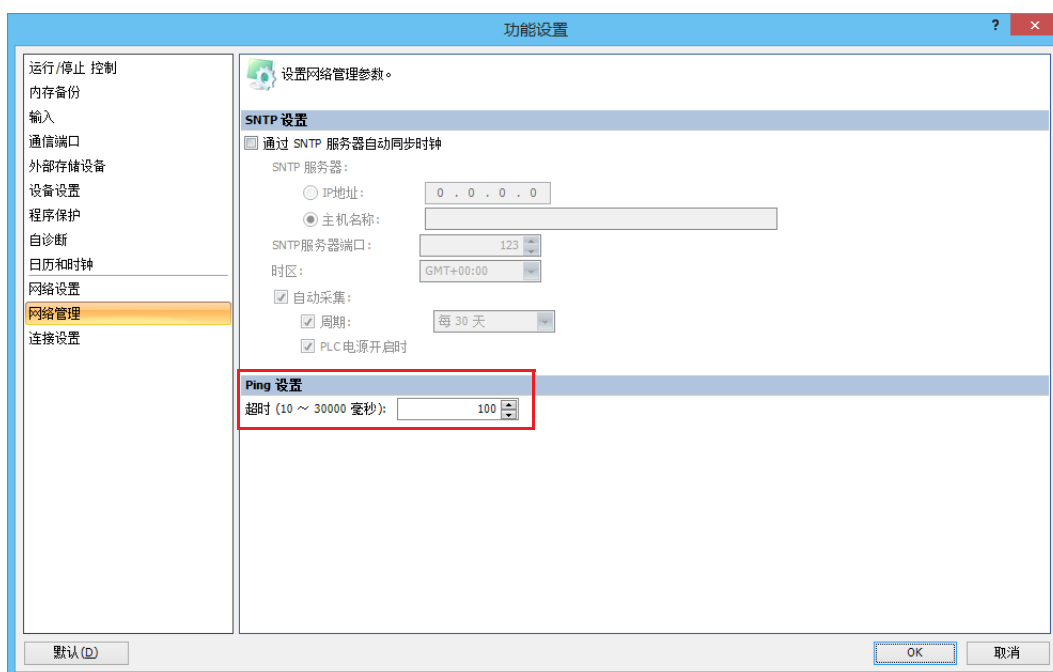 功能设置
?
×
运行/停止 控制
内存备份
输入
通信端口
外部存储设备
设备设置
程序保护
自诊断
日历和时钟
网络设置
网络管理
连接设置
设置网络管理参数。
SNTP 设置
通过 SNTP 服务器自动同步时钟
SNTP 服务器:
IP地址: 0 . 0 . 0 . 0
主机名称:
SNTP服务器端口: 123
时区: GMT+00:00
自动采集:
周期: 每 30 天
PLC 电源开启时
Ping 设置
超时 (10 ～ 30000 毫秒): 100
默认(D) OK 取消